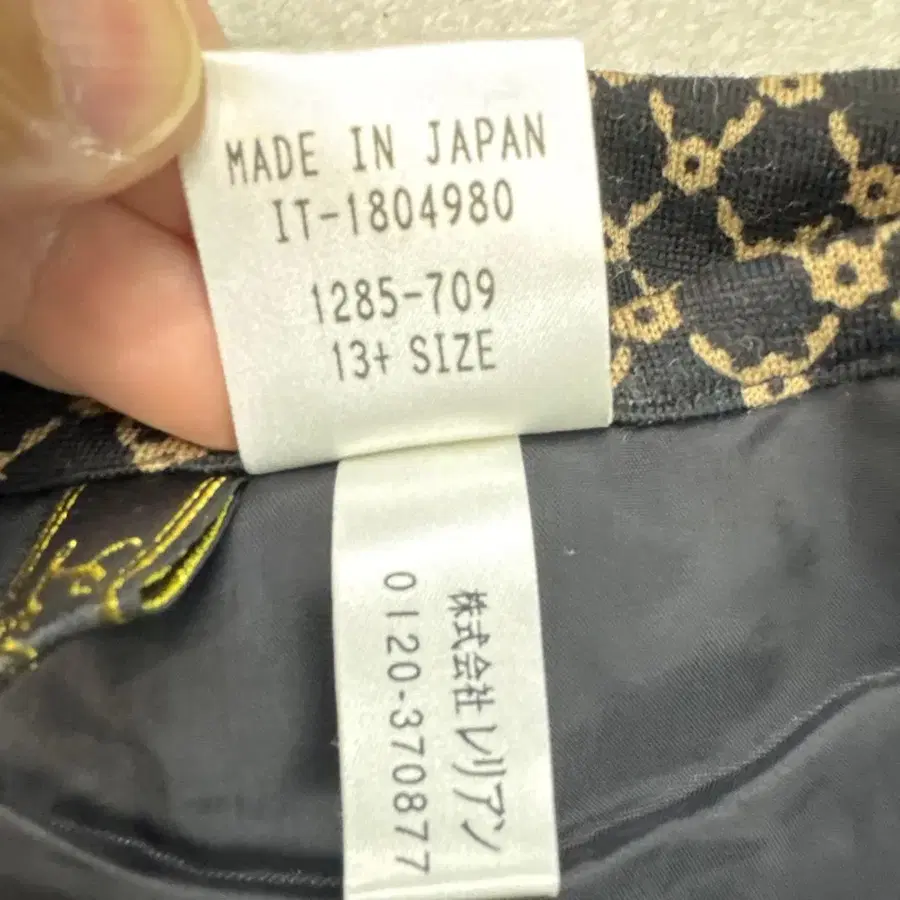 MADE IN JAPAN
IT-1804980
1285-709
13+ SIZE
株式会社レリアン
0120-370877